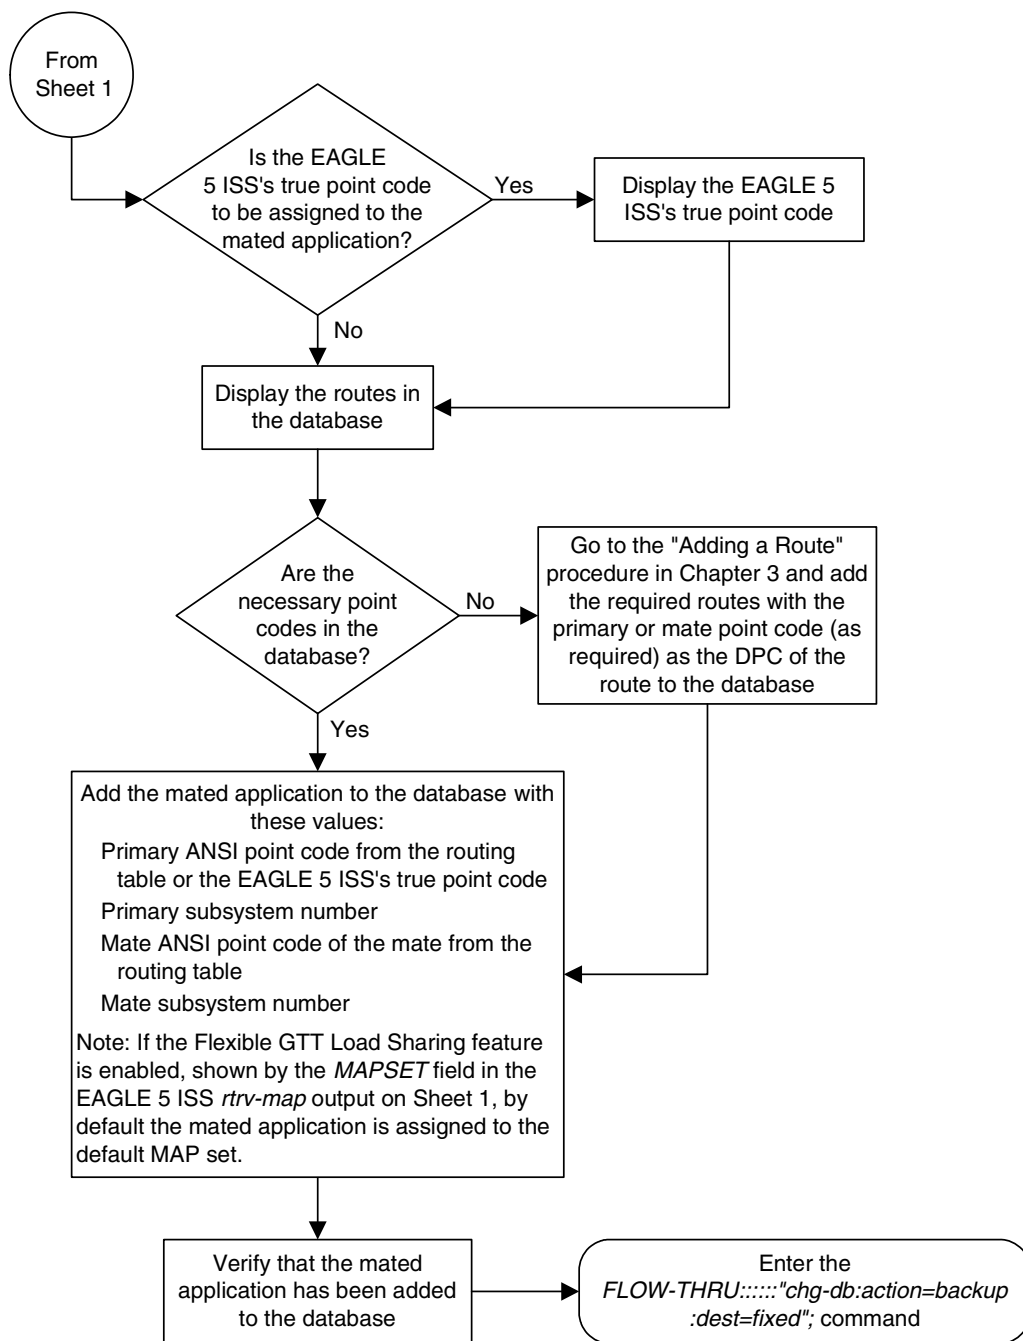 From
Sheet 1
Is the EAGLE
5 ISS's true point code
to be assigned to the
mated application?
Yes
Display the EAGLE 5
ISS's true point code
No
Display the routes in
the database
Are the
necessary point
codes in the
database?
No
Go to the "Adding a Route"
procedure in Chapter 3 and add
the required routes with the
primary or mate point code (as
required) as the DPC of the
route to the database
Yes
Add the mated application to the database with
these values:
Primary ANSI point code from the routing
table or the EAGLE 5 ISS's true point code
Primary subsystem number
Mate ANSI point code of the mate from the
routing table
Mate subsystem number
Note: If the Flexible GTT Load Sharing feature
is enabled, shown by the MAPSET field in the
EAGLE 5 ISS rtrv-map output on Sheet 1, by
default the mated application is assigned to the
default MAP set.
Verify that the mated
application has been added
to the database
Enter the
FLOW-THRU::::::"chg-db:action=backup
:dest=fixed"; command